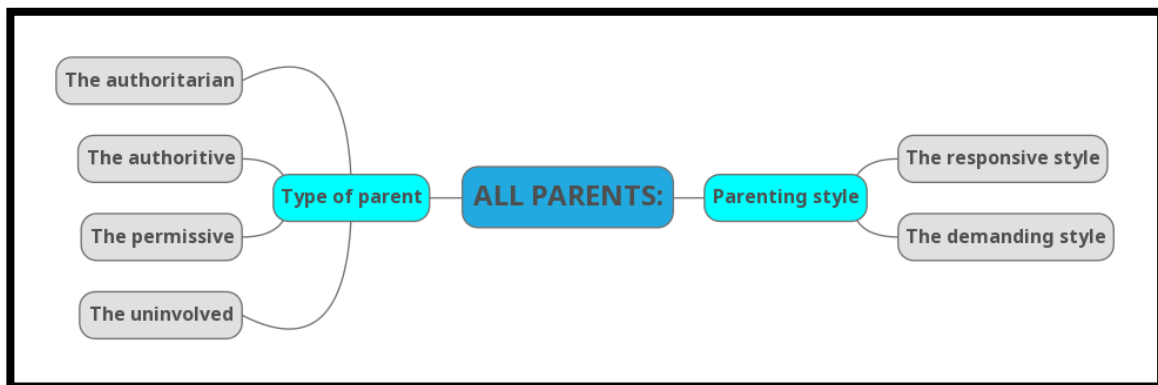 The authoritarian
The authoritive
The permissive
The uninvolved
Type of parent
ALL PARENTS:
Parenting style
The responsive style
The demanding style